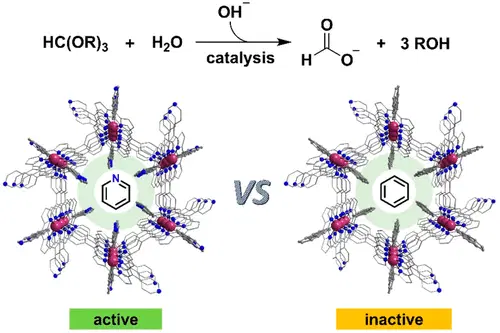 HC(OR)₃ + H₂O OH⁻ catalysis O H O⁻ + 3 ROH
N VS
active inactive